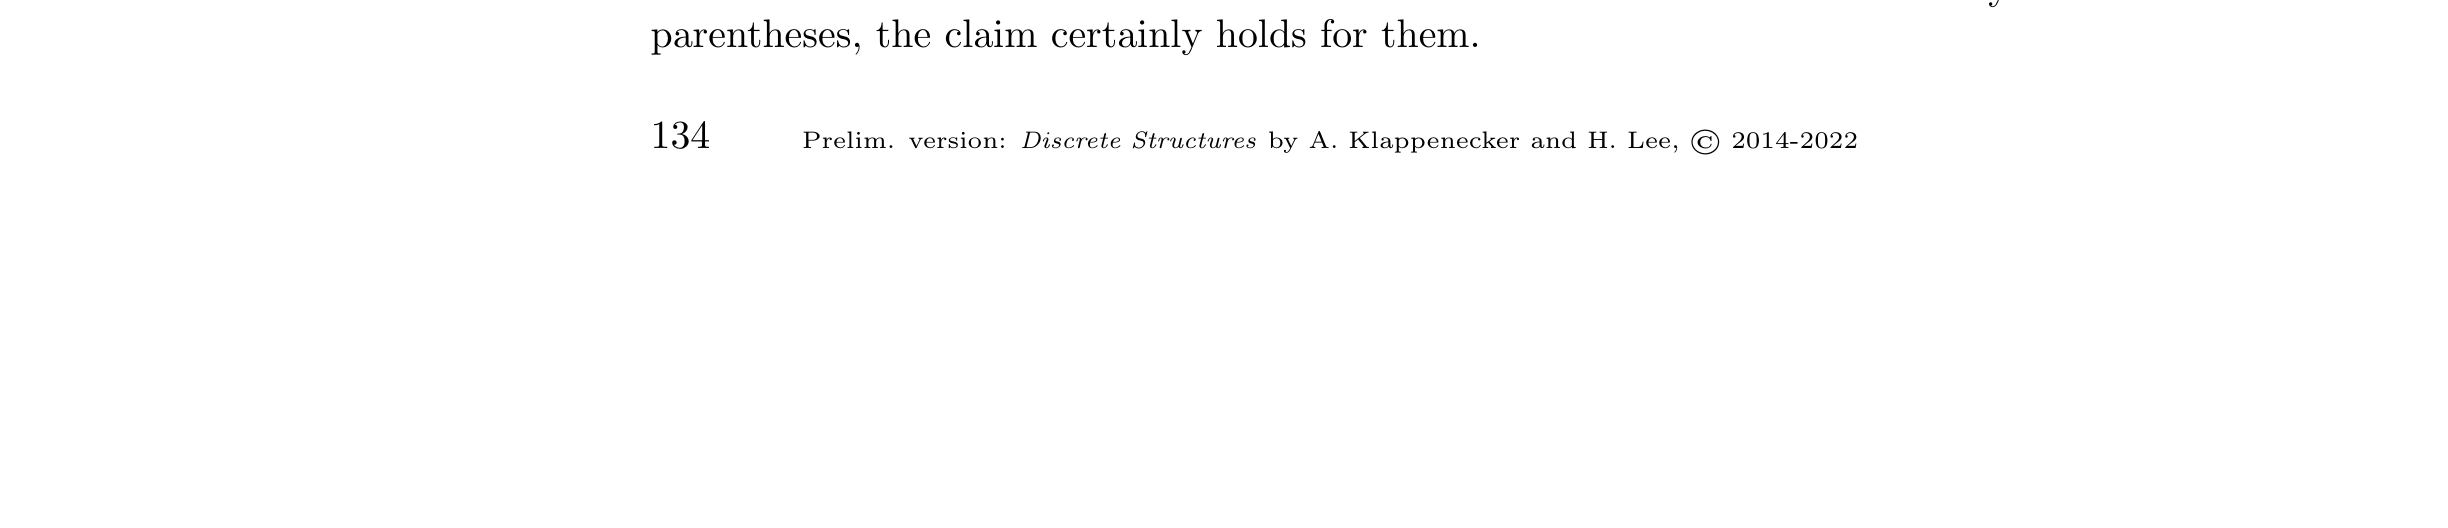 parentheses, the claim certainly holds for them.
134 Prelim. version: Discrete Structures by A. Klappenecker and H. Lee, © 2014-2022